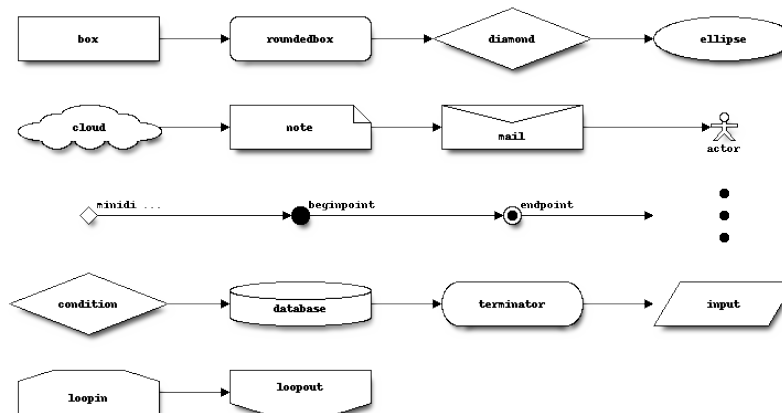 box
roundedbox
diamond
ellipse
cloud
note
mail
actor
minidi ...
beginpoint
endpoint
condition
database
terminator
input
loopin
loopout